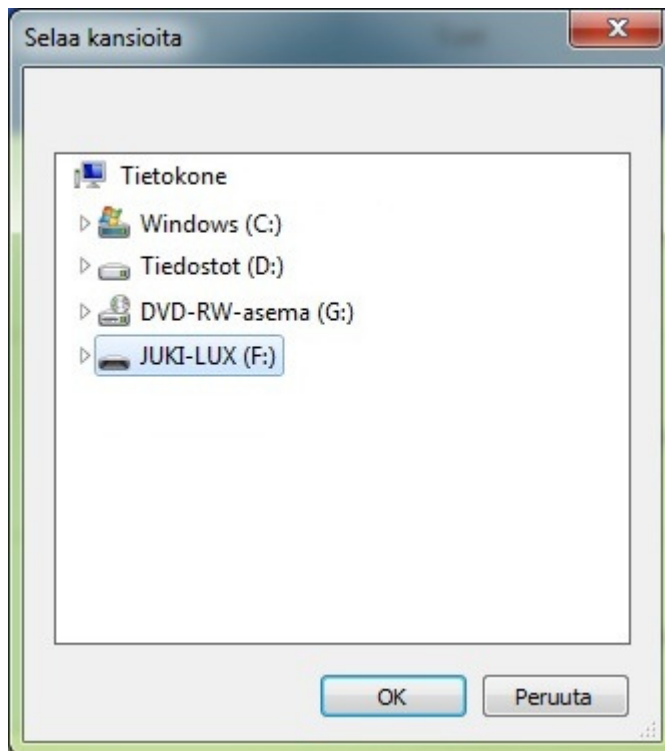 Selaa kansioita
Tietokone
Windows (C:)
Tiedostot (D:)
DVD-RW-asema (G:)
JUKI-LUX (F:)
OK
Peruuta